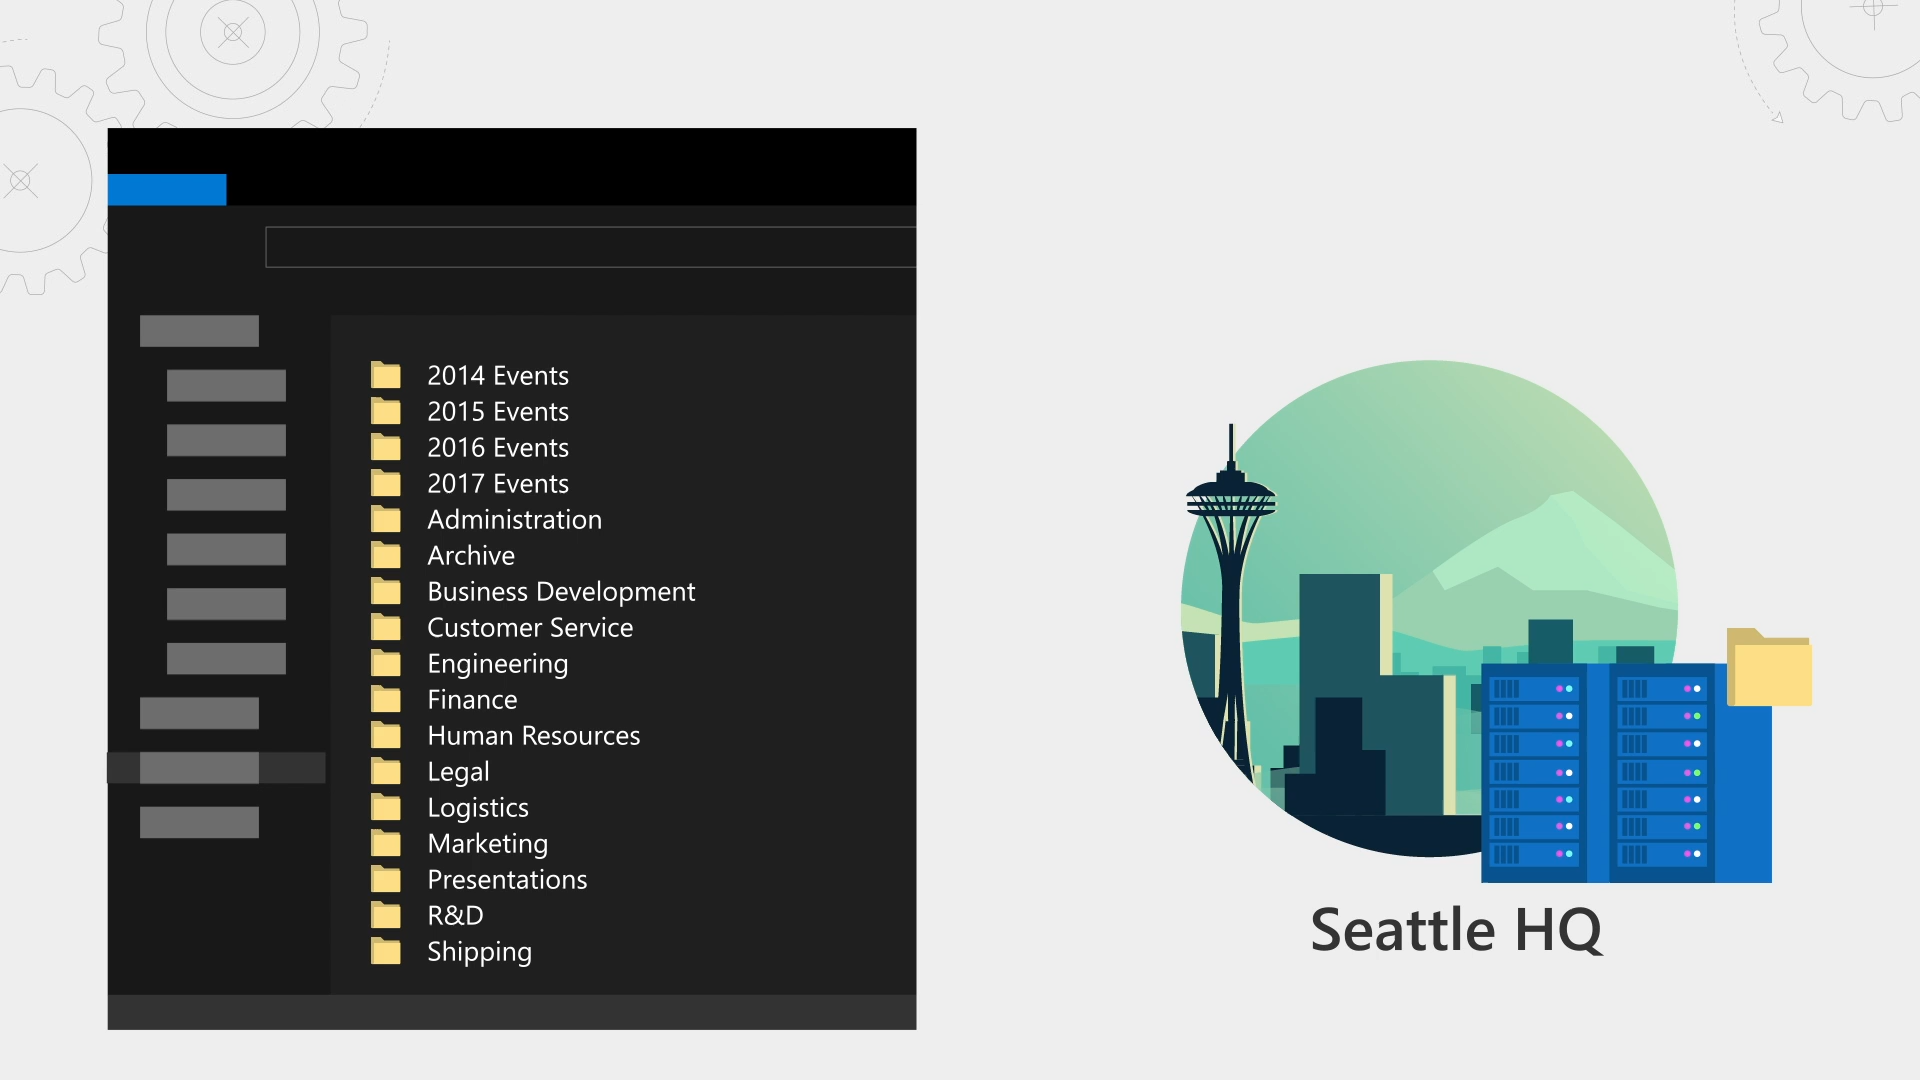 2014 Events
2015 Events
2016 Events
2017 Events
Administration
Archive
Business Development
Customer Service
Engineering
Finance
Human Resources
Legal
Logistics
Marketing
Presentations
R&D
Shipping
Seattle HQ